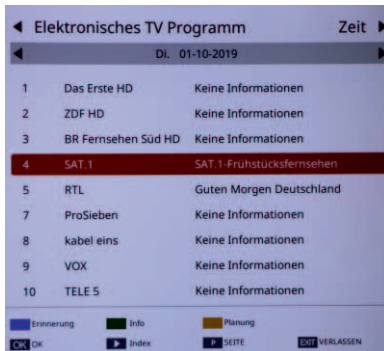 Elektronisches TV Programm Zeit
Di. 01-10-2019
1 Das Erste HD Keine Informationen
2 ZDF HD Keine Informationen
3 BR Fernsehen Süd HD Keine Informationen
4 SAT.1 SAT.1-Frühstücksfernsehen
5 RTL Guten Morgen Deutschland
7 ProSieben Keine Informationen
8 kabel eins Keine Informationen
9 VOX Keine Informationen
10 TELE 5 Keine Informationen
Erinnerung Info Planung
OK OK Index P SEITE EXIT VERLASSEN